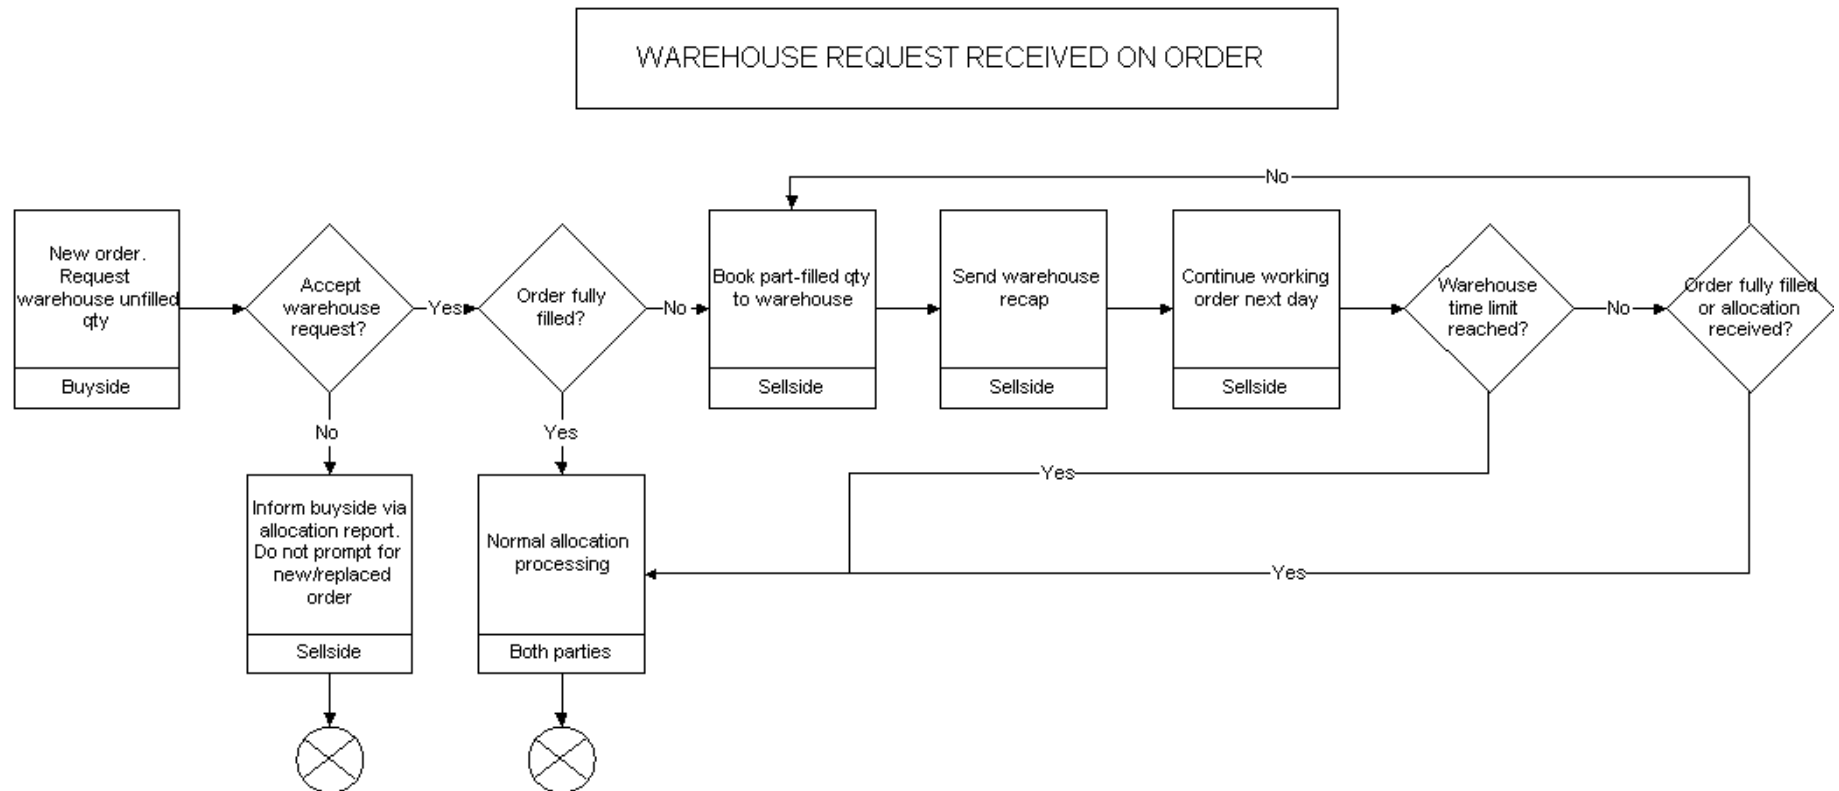 WAREHOUSE REQUEST RECEIVED ON ORDER
No
New order.
Request
warehouse unfilled
qty
Buyside
Accept
warehouse
request?
Yes
Order fully
filled?
No
Book part-filled qty
to warehouse
Sellside
Send warehouse
recap
Sellside
Continue working
order next day
Sellside
Warehouse
time limit
reached?
No
Order fully filled
or allocation
received?
No
Yes
Yes
Inform buyside via
allocation report.
Do not prompt for
new/replaced
order
Sellside
Normal allocation
processing
Both parties
Yes